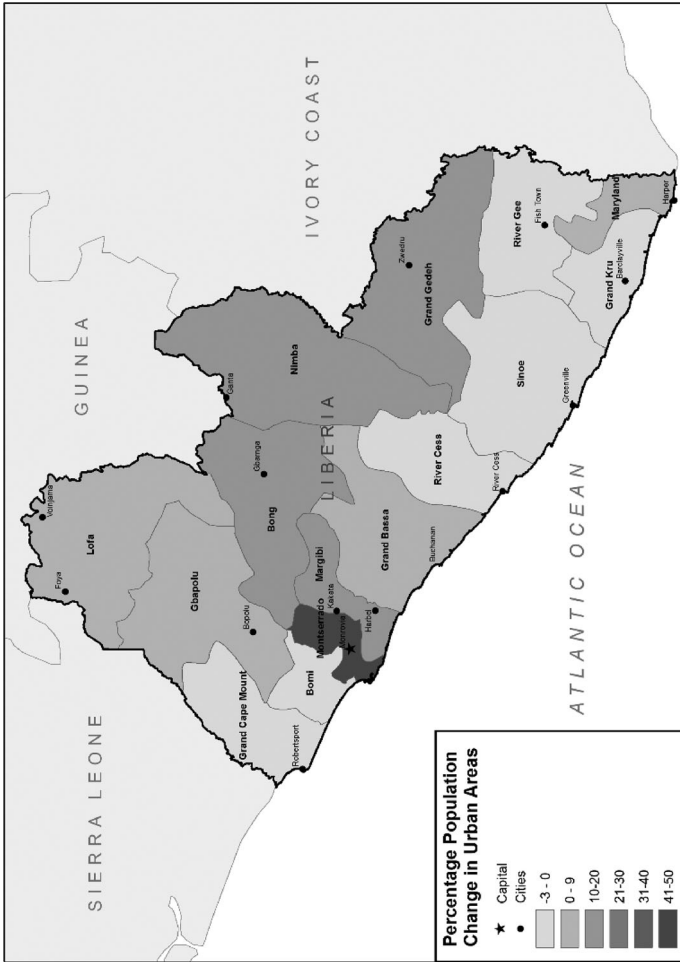 SIERRA LEONE
GUINEA
IVORY COAST
LIBERIA
ATLANTIC OCEAN
Lofa
Voinjama
Foya
Gbapolu
Bopolu
Grand Cape Mount
Robertsport
Bomi
Montserrado
Monrovia
Margibi
Kakata
Harbel
Bong
Gbarnga
Nimba
Ganta
Grand Bassa
Buchanan
River Cess
River Cess
Grand Gedeh
Zwedru
Sinoe
Greenville
River Gee
Fish Town
Grand Kru
Barclayville
Maryland
Harper
Percentage Population
Change in Urban Areas
Capital
Cities
-3 - 0
0 - 9
10-20
21-30
31-40
41-50